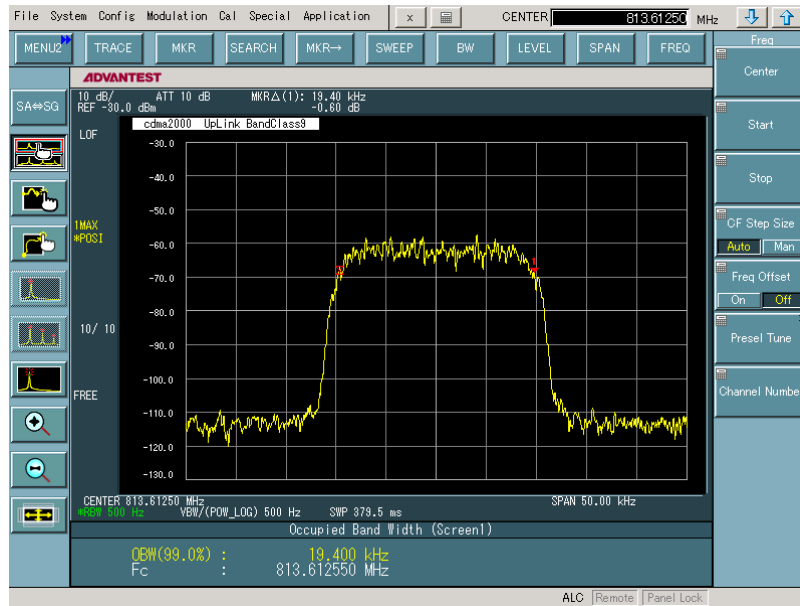 File System Config Modulation Cal Special Application x CENTER 813.61250 MHz
MENU2 TRACE MKR SEARCH MKR→ SWEEP BW LEVEL SPAN FREQ Freq
ADVANTEST
Center
10 dB/ ATT 10 dB MKRΔ(1): 19.40 kHz
REF -30.0 dBm -0.60 dB
SA⇔SG
cdma2000 UpLink BandClass9
Start
LOF
-30.0
-40.0
Stop
-50.0
1MAX
CF Step Size
*POSI
-60.0
Auto Man
1
-70.0
Freq Offset
On Off
-80.0
10/ 10
Presel Tune
-90.0
-100.0
FREE
Channel Numbe
-110.0
-120.0
-130.0
CENTER 813.61250 MHz SPAN 50.00 kHz
*RBW 500 Hz VBW/(POW_LOG) 500 Hz SWP 379.5 ms
Occupied Band Width (Screen1)
OBW(99.0%) : 19.400 kHz
Fc : 813.612550 MHz
ALC Remote Panel Lock